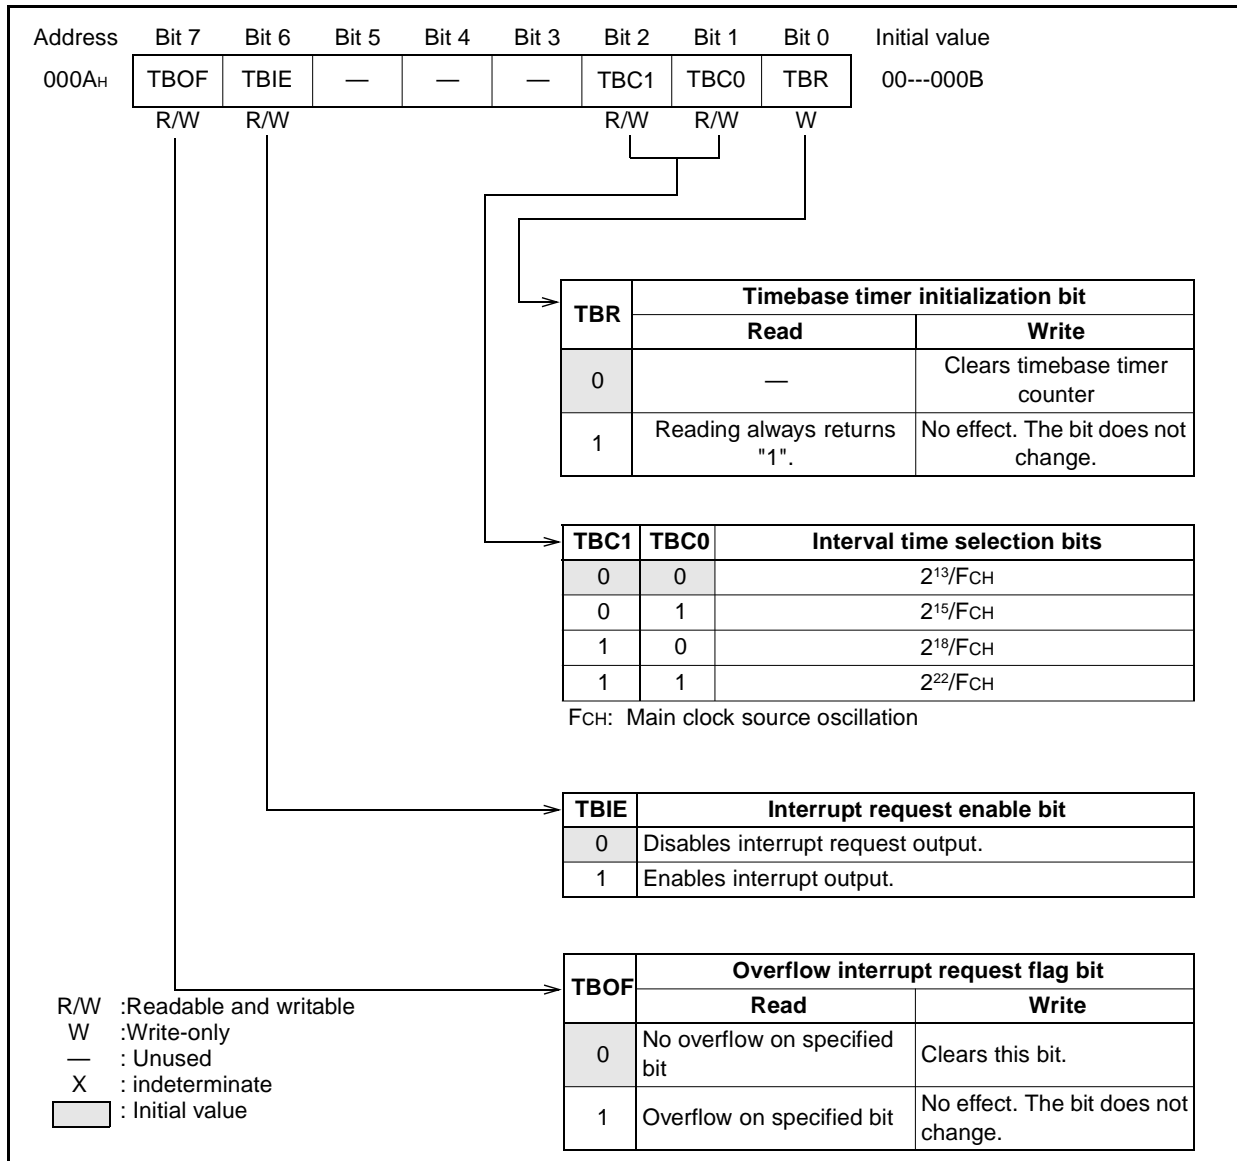 Address Bit 7 Bit 6 Bit 5 Bit 4 Bit 3 Bit 2 Bit 1 Bit 0 Initial value
000AH TBOF TBIE — — — TBC1 TBC0 TBR 00---000B
R/W R/W R/W R/W W
TBR Timebase timer initialization bit
Read Write
0 — Clears timebase timer counter
1 Reading always returns "1". No effect. The bit does not change.
TBC1 TBC0 Interval time selection bits
0 0 2¹³/FCH
0 1 2¹⁵/FCH
1 0 2¹⁸/FCH
1 1 2²²/FCH
FCH: Main clock source oscillation
TBIE Interrupt request enable bit
0 Disables interrupt request output.
1 Enables interrupt output.
TBOF Overflow interrupt request flag bit
Read Write
0 No overflow on specified bit Clears this bit.
1 Overflow on specified bit No effect. The bit does not change.
R/W :Readable and writable
W :Write-only
— : Unused
X : indeterminate
: Initial value